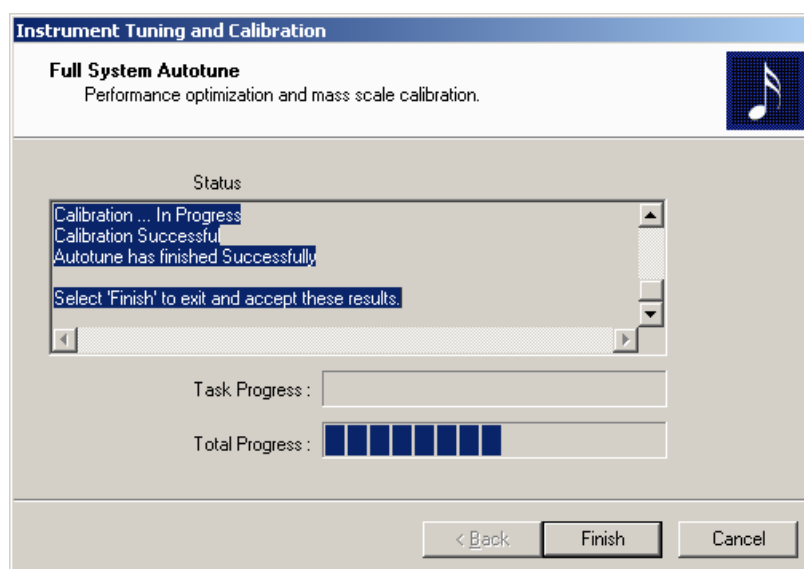 Instrument Tuning and Calibration
Full System Autotune
Performance optimization and mass scale calibration.
Status
Calibration ... In Progress
Calibration Successful
Autotune has finished Successfully
Select 'Finish' to exit and accept these results.
Task Progress :
Total Progress :
< Back
Finish
Cancel